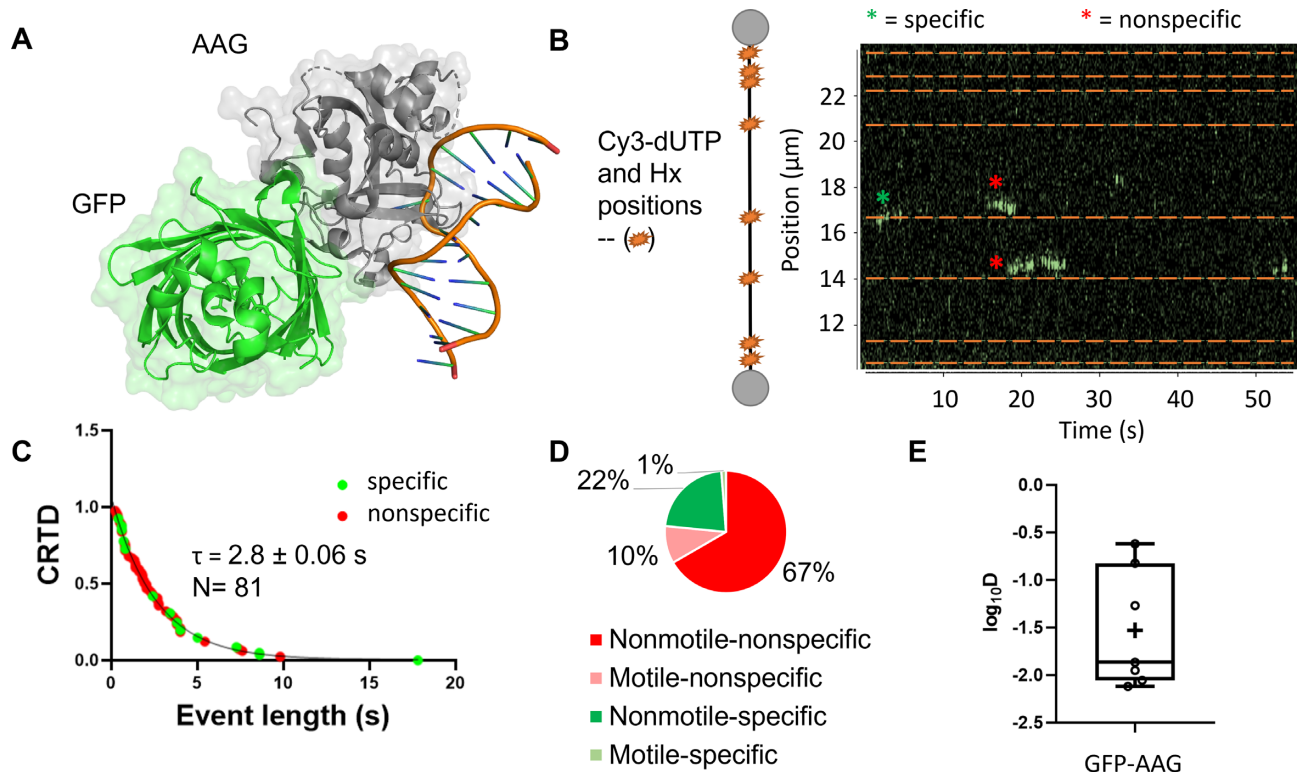 A
AAG
GFP
B
Cy3-dUTP
and Hx
positions
-- ( )
* = specific
* = nonspecific
Position (µm)
22
20
18
16
14
12
*
*
*
10
20
30
40
50
Time (s)
C
CRTD
1.5
1.0
0.5
0.0
specific
nonspecific
τ = 2.8 ± 0.06 s
N= 81
0
5
10
15
20
Event length (s)
D
1%
22%
10%
67%
Nonmotile-nonspecific
Motile-nonspecific
Nonmotile-specific
Motile-specific
E
log₁₀D
0.0
-0.5
-1.0
-1.5
-2.0
-2.5
GFP-AAG